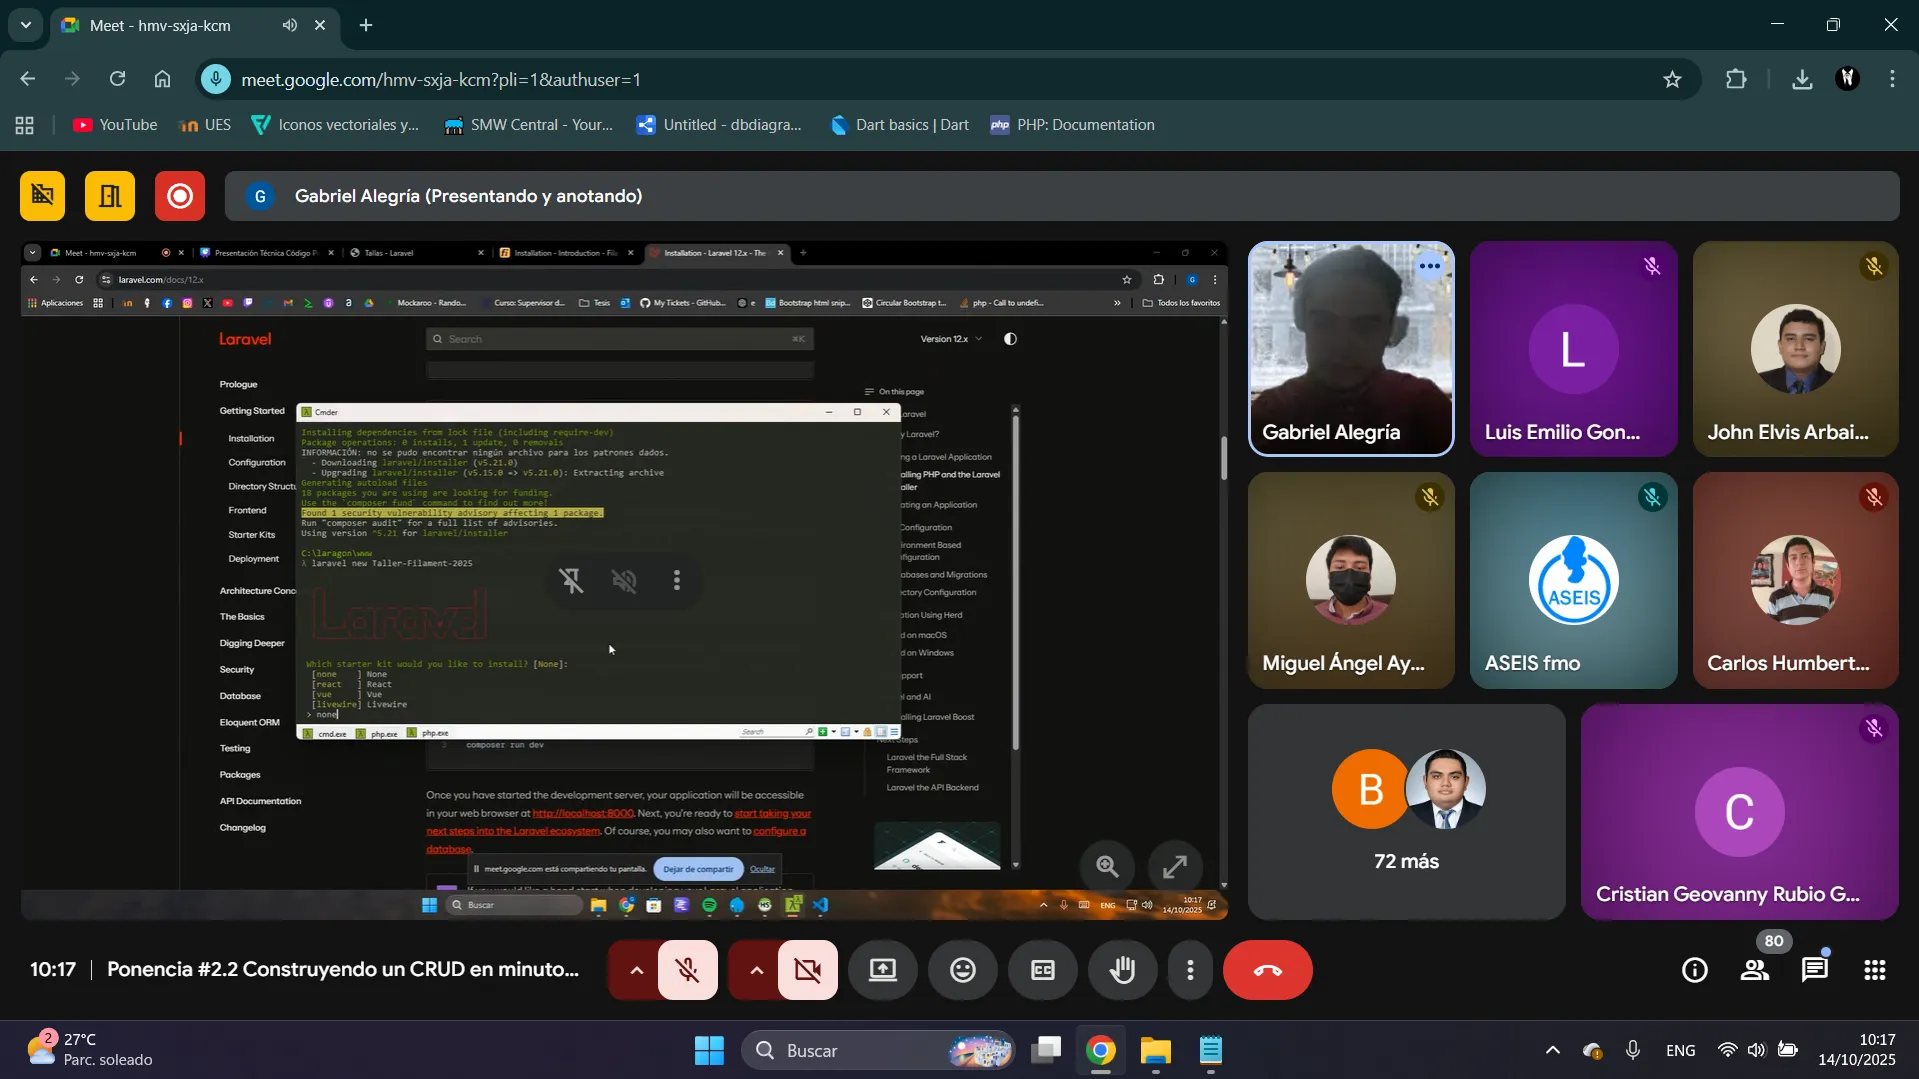 Meet - hmv-sxja-kcm
meet.google.com/hmv-sxja-kcm?pli=1&authuser=1
YouTube
UES
Iconos vectoriales y...
SMW Central - Your...
Untitled - dbdiagra...
Dart basics | Dart
php PHP: Documentation
G Gabriel Alegría (Presentando y anotando)
Meet - hmv-sxja-kcm
Presentación Técnica Código P
Tallas - Laravel
Installation - Introduction - Fil
Installation - Laravel 12.x - The
laravel.com/docs/12.x
Aplicaciones
Mockaroo - Rando...
Curso: Supervisor d...
Tesis
My Tickets - GitHub...
e
Bootstrap html snip...
Circular Bootstrap t...
php - Call to undefi...
Todos los favoritos
Laravel
Search
⌘K
Version 12.x
Prologue
Getting Started
Installation
Configuration
Directory Structu
Frontend
Starter Kits
Deployment
Architecture Conc
The Basics
Digging Deeper
Security
Database
Eloquent ORM
Testing
Packages
API Documentation
Changelog
Cmder
Installing dependencies from lock file (including require-dev)
Package operations: 0 installs, 1 update, 0 removals
INFORMACIÓN: no se pudo encontrar ningún archivo para los patrones dados.
- Downloading laravel/installer (v5.21.0)
- Upgrading laravel/installer (v5.15.0 => v5.21.0): Extracting archive
Generating autoload files
18 packages you are using are looking for funding.
Use the `composer fund` command to find out more!
Found 1 security vulnerability advisory affecting 1 package.
Run "composer audit" for a full list of advisories.
Using version ^5.21 for laravel/installer
C:\laragon\www
λ laravel new Taller-Filament-2025
Laravel
Which starter kit would you like to install? [None]:
[none    ] None
[react   ] React
[vue     ] Vue
[livewire] Livewire
> none
cmd.exe
php.exe
php.exe
Search
3 composer run dev
Once you have started the development server, your application will be accessible
in your web browser at http://localhost:8000. Next, you're ready to start taking your
next steps into the Laravel ecosystem. Of course, you may also want to configure a
database.
On this page
aravel
y Laravel?
ng a Laravel Application
alling PHP and the Laravel
aller
ating an Application
Configuration
ironment Based
figuration
abases and Migrations
ectory Configuration
ation Using Herd
d on macOS
d on Windows
pport
el and AI
alling Laravel Boost
Next Steps
Laravel the Full Stack
Framework
Laravel the API Backend
meet.google.com está compartiendo tu pantalla.
Dejar de compartir
Ocultar
Buscar
ENG
10:17
14/10/2025
Gabriel Alegría
L
Luis Emilio Gon...
John Elvis Arbai...
Miguel Ángel Ay...
ASEIS
ASEIS fmo
Carlos Humbert...
B
72 más
C
Cristian Geovanny Rubio G...
10:17
Ponencia #2.2 Construyendo un CRUD en minuto...
80
2
27°C
Parc. soleado
Buscar
ENG
10:17
14/10/2025